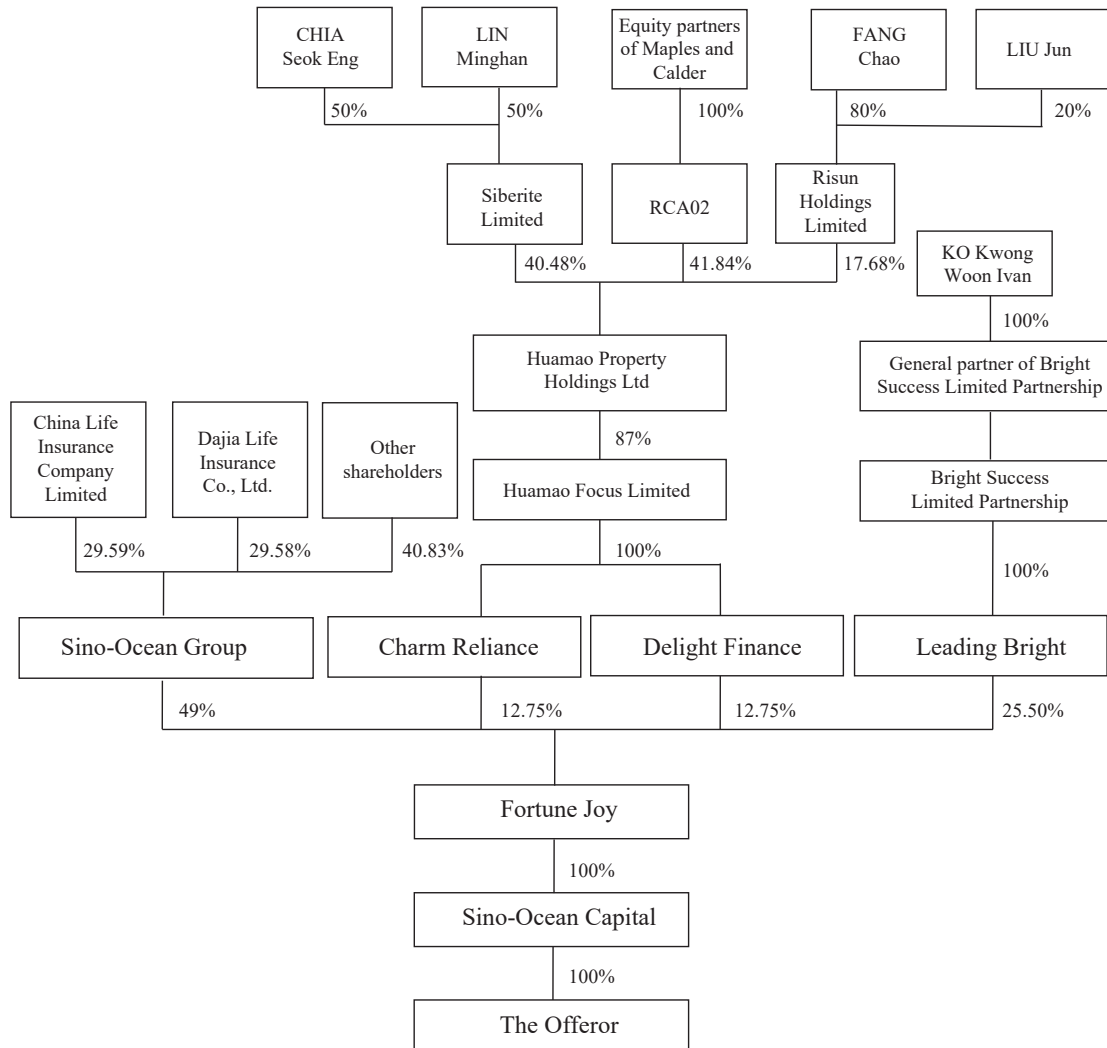 CHIA
Seok Eng
LIN
Minghan
Equity partners
of Maples and
Calder
FANG
Chao
LIU Jun
50%
50%
100%
80%
20%
Siberite
Limited
RCA02
Risun
Holdings
Limited
40.48%
41.84%
17.68%
KO Kwong
Woon Ivan
100%
Huamao Property
Holdings Ltd
General partner of Bright
Success Limited Partnership
China Life
Insurance
Company
Limited
Dajia Life
Insurance
Co., Ltd.
Other
shareholders
87%
Huamao Focus Limited
Bright Success
Limited Partnership
29.59%
29.58%
40.83%
100%
100%
Sino-Ocean Group
Charm Reliance
Delight Finance
Leading Bright
49%
12.75%
12.75%
25.50%
Fortune Joy
100%
Sino-Ocean Capital
100%
The Offeror